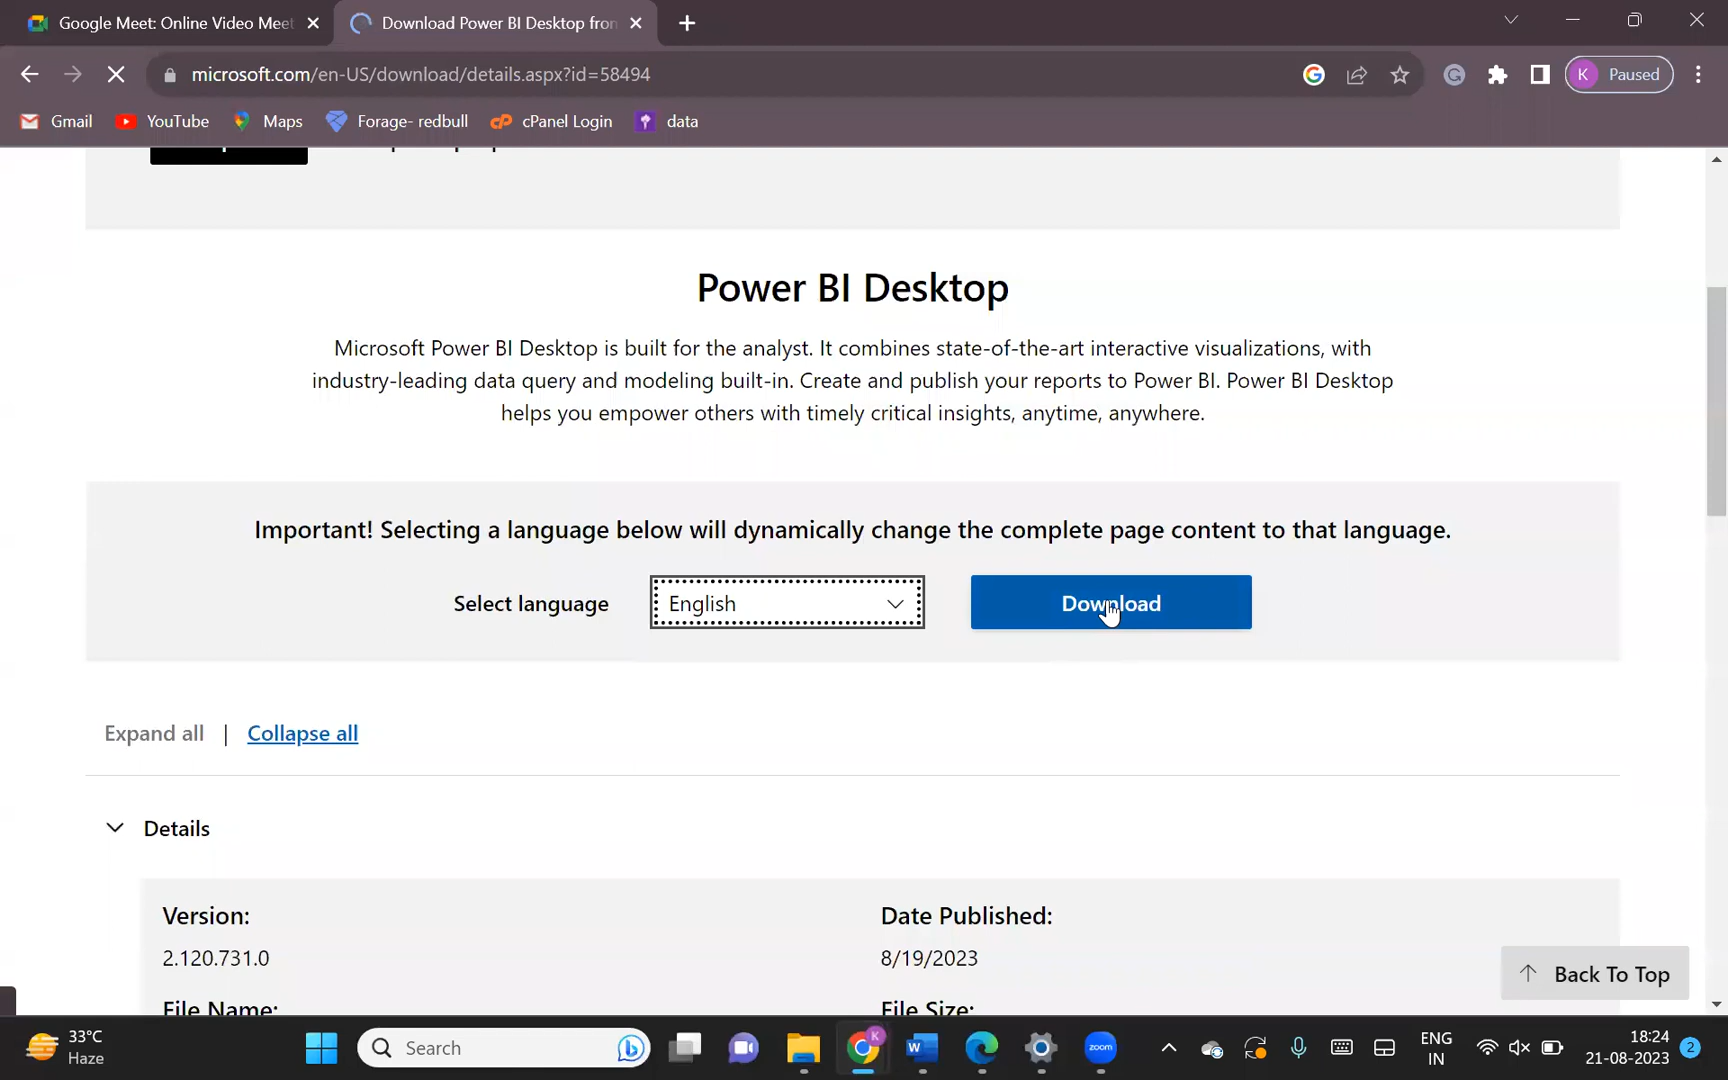 Google Meet: Online Video Meet
Download Power BI Desktop from
microsoft.com/en-US/download/details.aspx?id=58494
K Paused
Gmail
YouTube
Maps
Forage- redbull
cPanel Login
data
Power BI Desktop
Microsoft Power BI Desktop is built for the analyst. It combines state-of-the-art interactive visualizations, with
industry-leading data query and modeling built-in. Create and publish your reports to Power BI. Power BI Desktop
helps you empower others with timely critical insights, anytime, anywhere.
Important! Selecting a language below will dynamically change the complete page content to that language.
Select language
English
Download
Expand all | Collapse all
Details
Version:
2.120.731.0
Date Published:
8/19/2023
File Name:
File Size:
Back To Top
33°C
Haze
Search
zoom
ENG
IN
18:24
21-08-2023
2